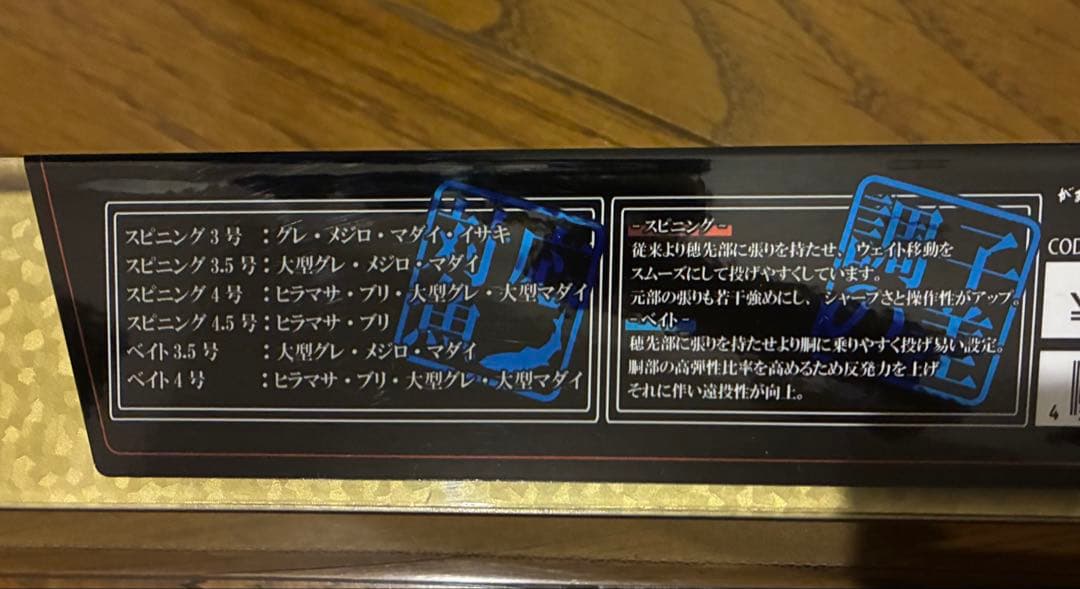 スピニング 3 号 ：グレ・メジロ・マダイ・イサキ
スピニング 3.5 号：大型グレ・メジロ・マダイ
スピニング 4 号 ：ヒラマサ・ブリ・大型グレ・大型マダイ
スピニング 4.5 号：ヒラマサ・ブリ
ベイト 3.5 号 ：大型グレ・メジロ・マダイ
ベイト 4 号 ：ヒラマサ・ブリ・大型グレ・大型マダイ
対
魚
-スピニング-
従来より穂先部に張りを持たせ、ウェイト移動を
スムーズにして投げやすくしています。
元部の張りも若干強めにし、シャープさと操作性がアップ。
-ベイト-
穂先部に張りを持たせより胴に乗りやすく投げ易い設定。
胴部の高弾性比率を高めるため反発力を上げ
それに伴い遠投性が向上。
調子
の差
がま
COD
¥
4